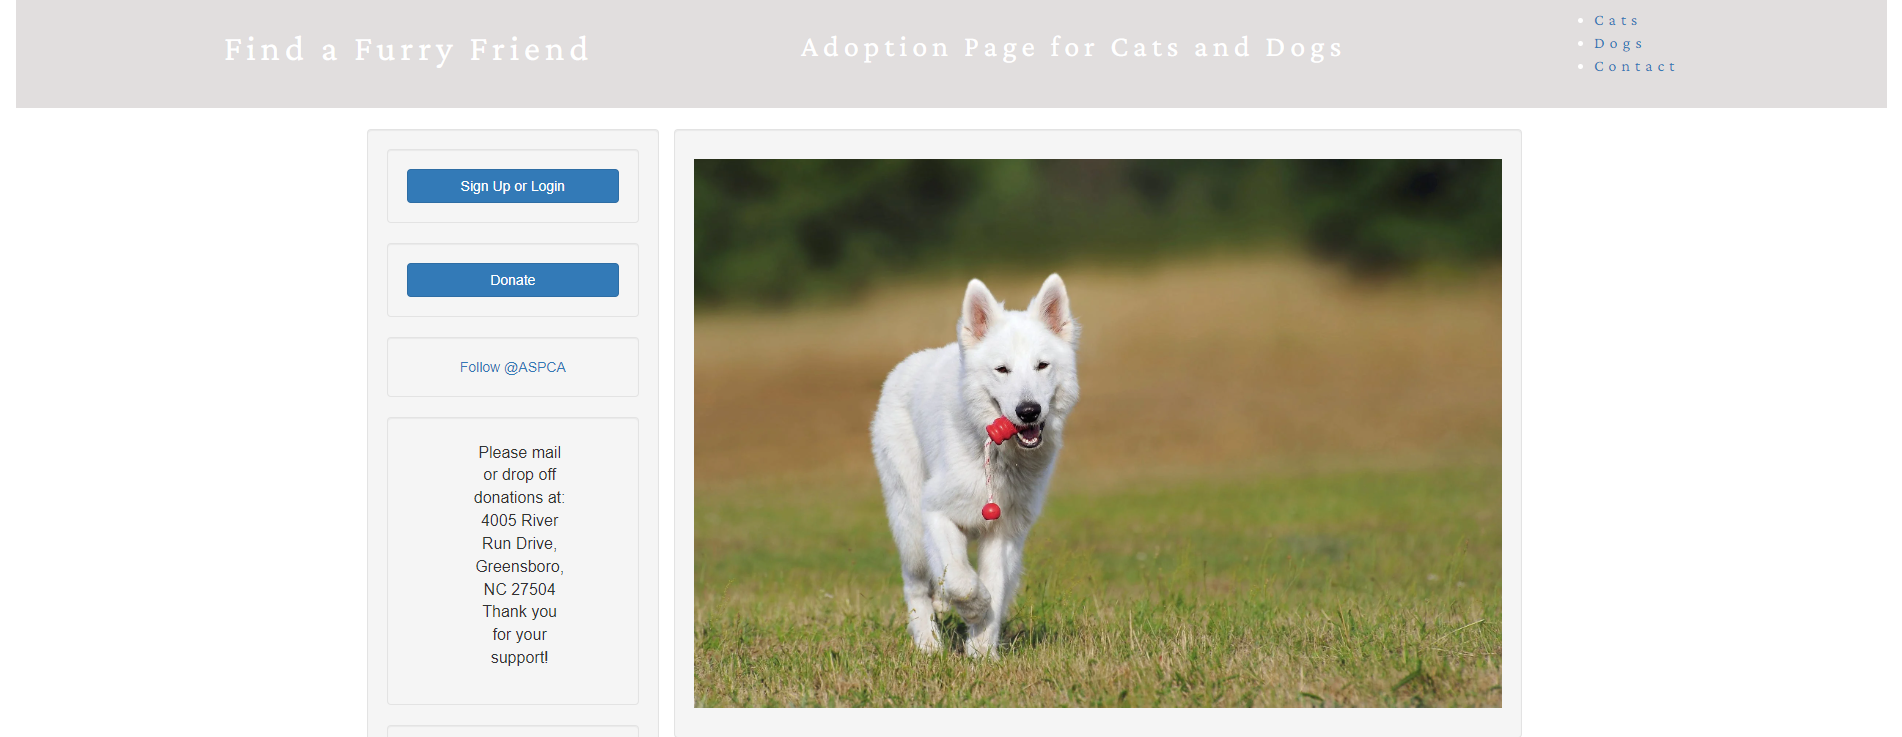 Find a Furry Friend
Adoption Page for Cats and Dogs
Cats
Dogs
Contact
Sign Up or Login
Donate
Follow @ASPCA
Please mail
or drop off
donations at:
4005 River
Run Drive,
Greensboro,
NC 27504
Thank you
for your
support!